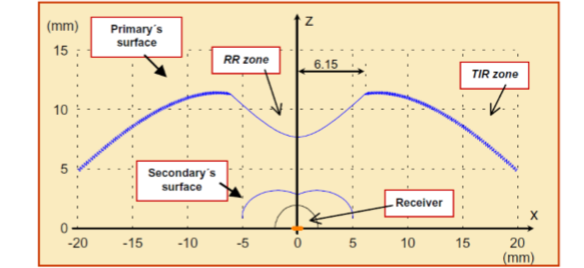 (mm)
Primary´s
surface
Z
15
RR zone
6.15
TIR zone
10
5
Secondary´s
surface
Receiver
X
0
-20
-15
-10
-5
0
5
10
15
20
(mm)